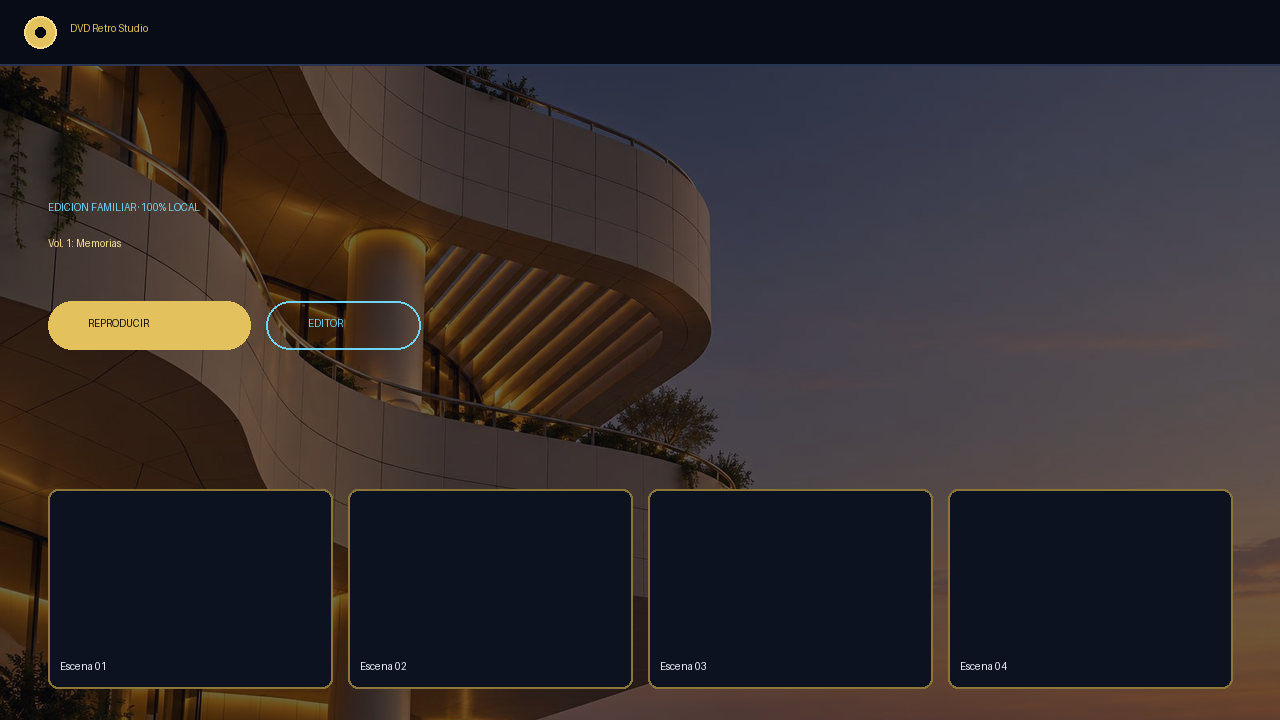 DVD Retro Studio
EDICION FAMILIAR · 100% LOCAL
Vol. 1: Memorias
REPRODUCIR
EDITOR
Escena 01
Escena 02
Escena 03
Escena 04